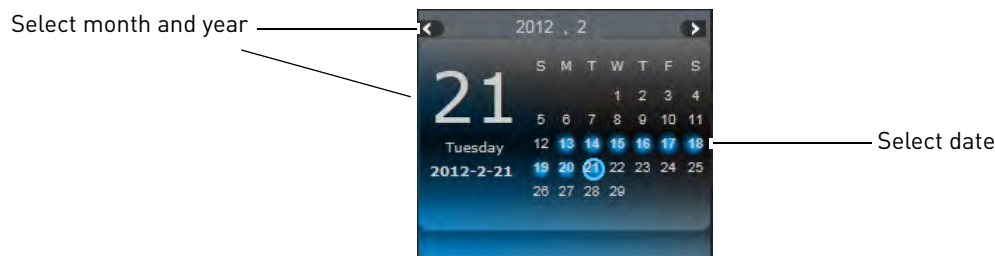 Select month and year
2012 . 2
S M T W T F S
21
1 2 3 4
5 6 7 8 9 10 11
Tuesday
12 13 14 15 16 17 18
Select date
2012-2-21
19 20 21 22 23 24 25
26 27 28 29